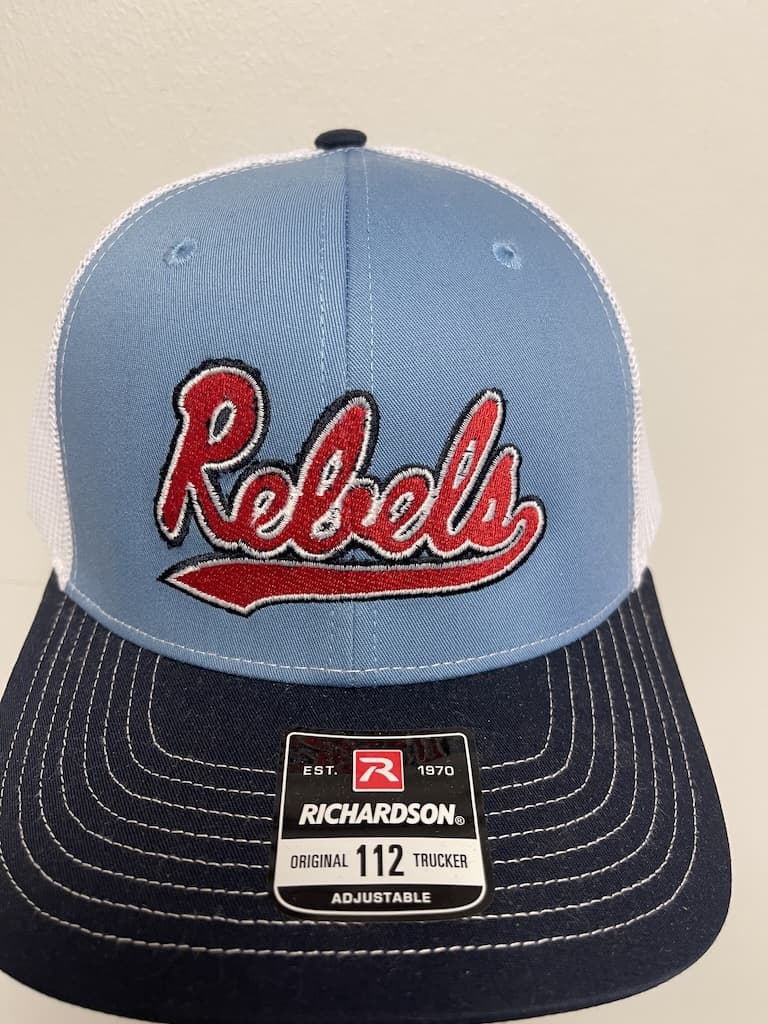 Rebels
EST. R 1970
RICHARDSON®
ORIGINAL 112 TRUCKER
ADJUSTABLE